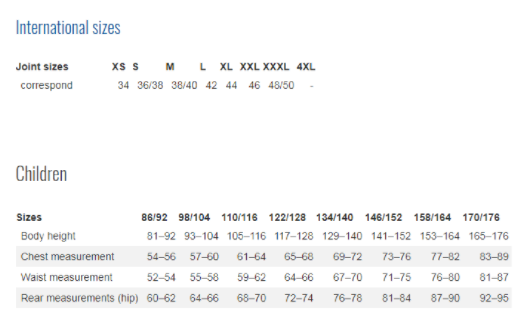 International sizes
Joint sizes XS S M L XL XXL XXXL 4XL
correspond 34 36/38 38/40 42 44 46 48/50 -
Children
Sizes 86/92 98/104 110/116 122/128 134/140 146/152 158/164 170/176
Body height 81–92 93–104 105–116 117–128 129–140 141–152 153–164 165–176
Chest measurement 54–56 57–60 61–64 65–68 69–72 73–76 77–82 83–89
Waist measurement 52–54 55–58 59–62 64–66 67–70 71–75 76–80 81–87
Rear measurements (hip) 60–62 64–66 68–70 72–74 76–78 81–84 87–90 92–95